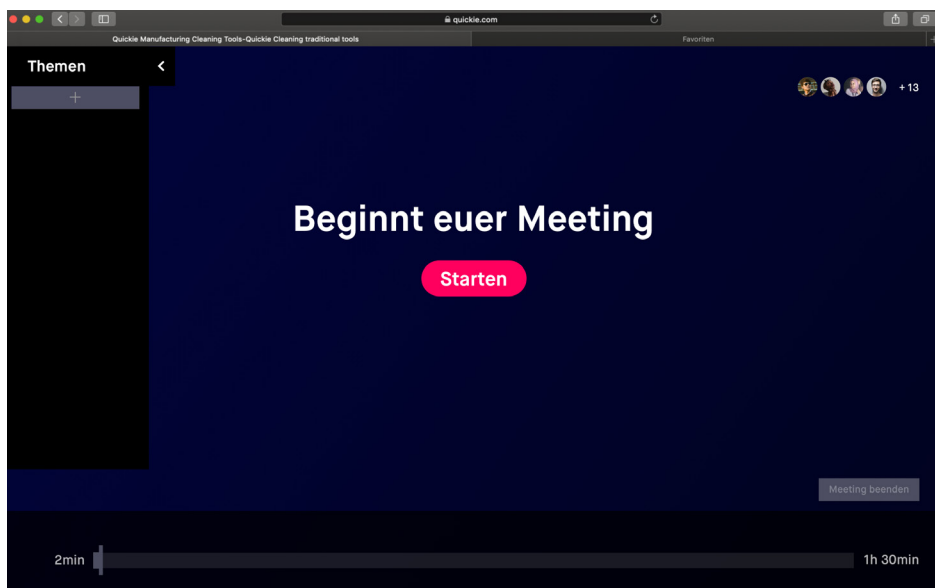 quickie.com
Quickie Manufacturing Cleaning Tools-Quickie Cleaning traditional tools
Favoriten
Themen
+ 13
Beginnt euer Meeting
Starten
Meeting beenden
2min
1h 30min